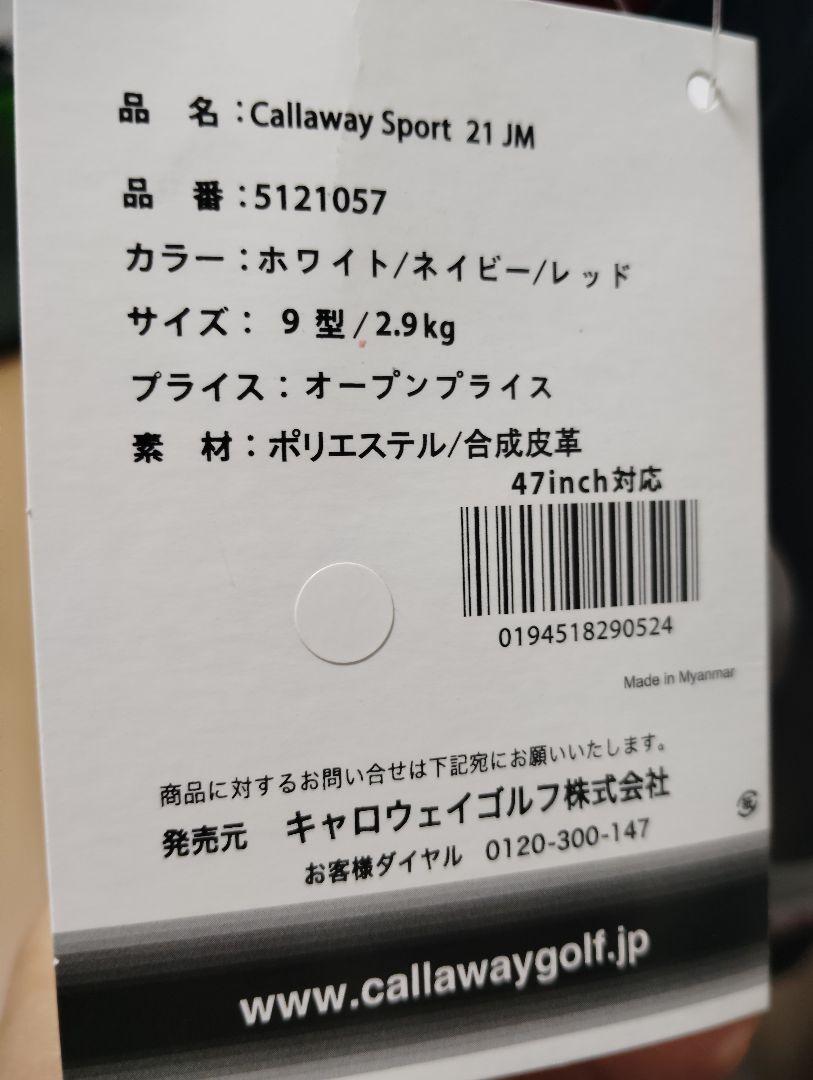 品 名：Callaway Sport 21 JM
品 番：5121057
カラー：ホワイト/ネイビー/レッド
サイズ： 9 型/2.9kg
プライス：オープンプライス
素 材：ポリエステル/合成皮革
47inch対応
0194518290524
Made in Myanmar
商品に対するお問い合せは下記宛にお願いいたします。
発売元 キャロウェイゴルフ株式会社
お客様ダイヤル 0120-300-147
www.callawaygolf.jp